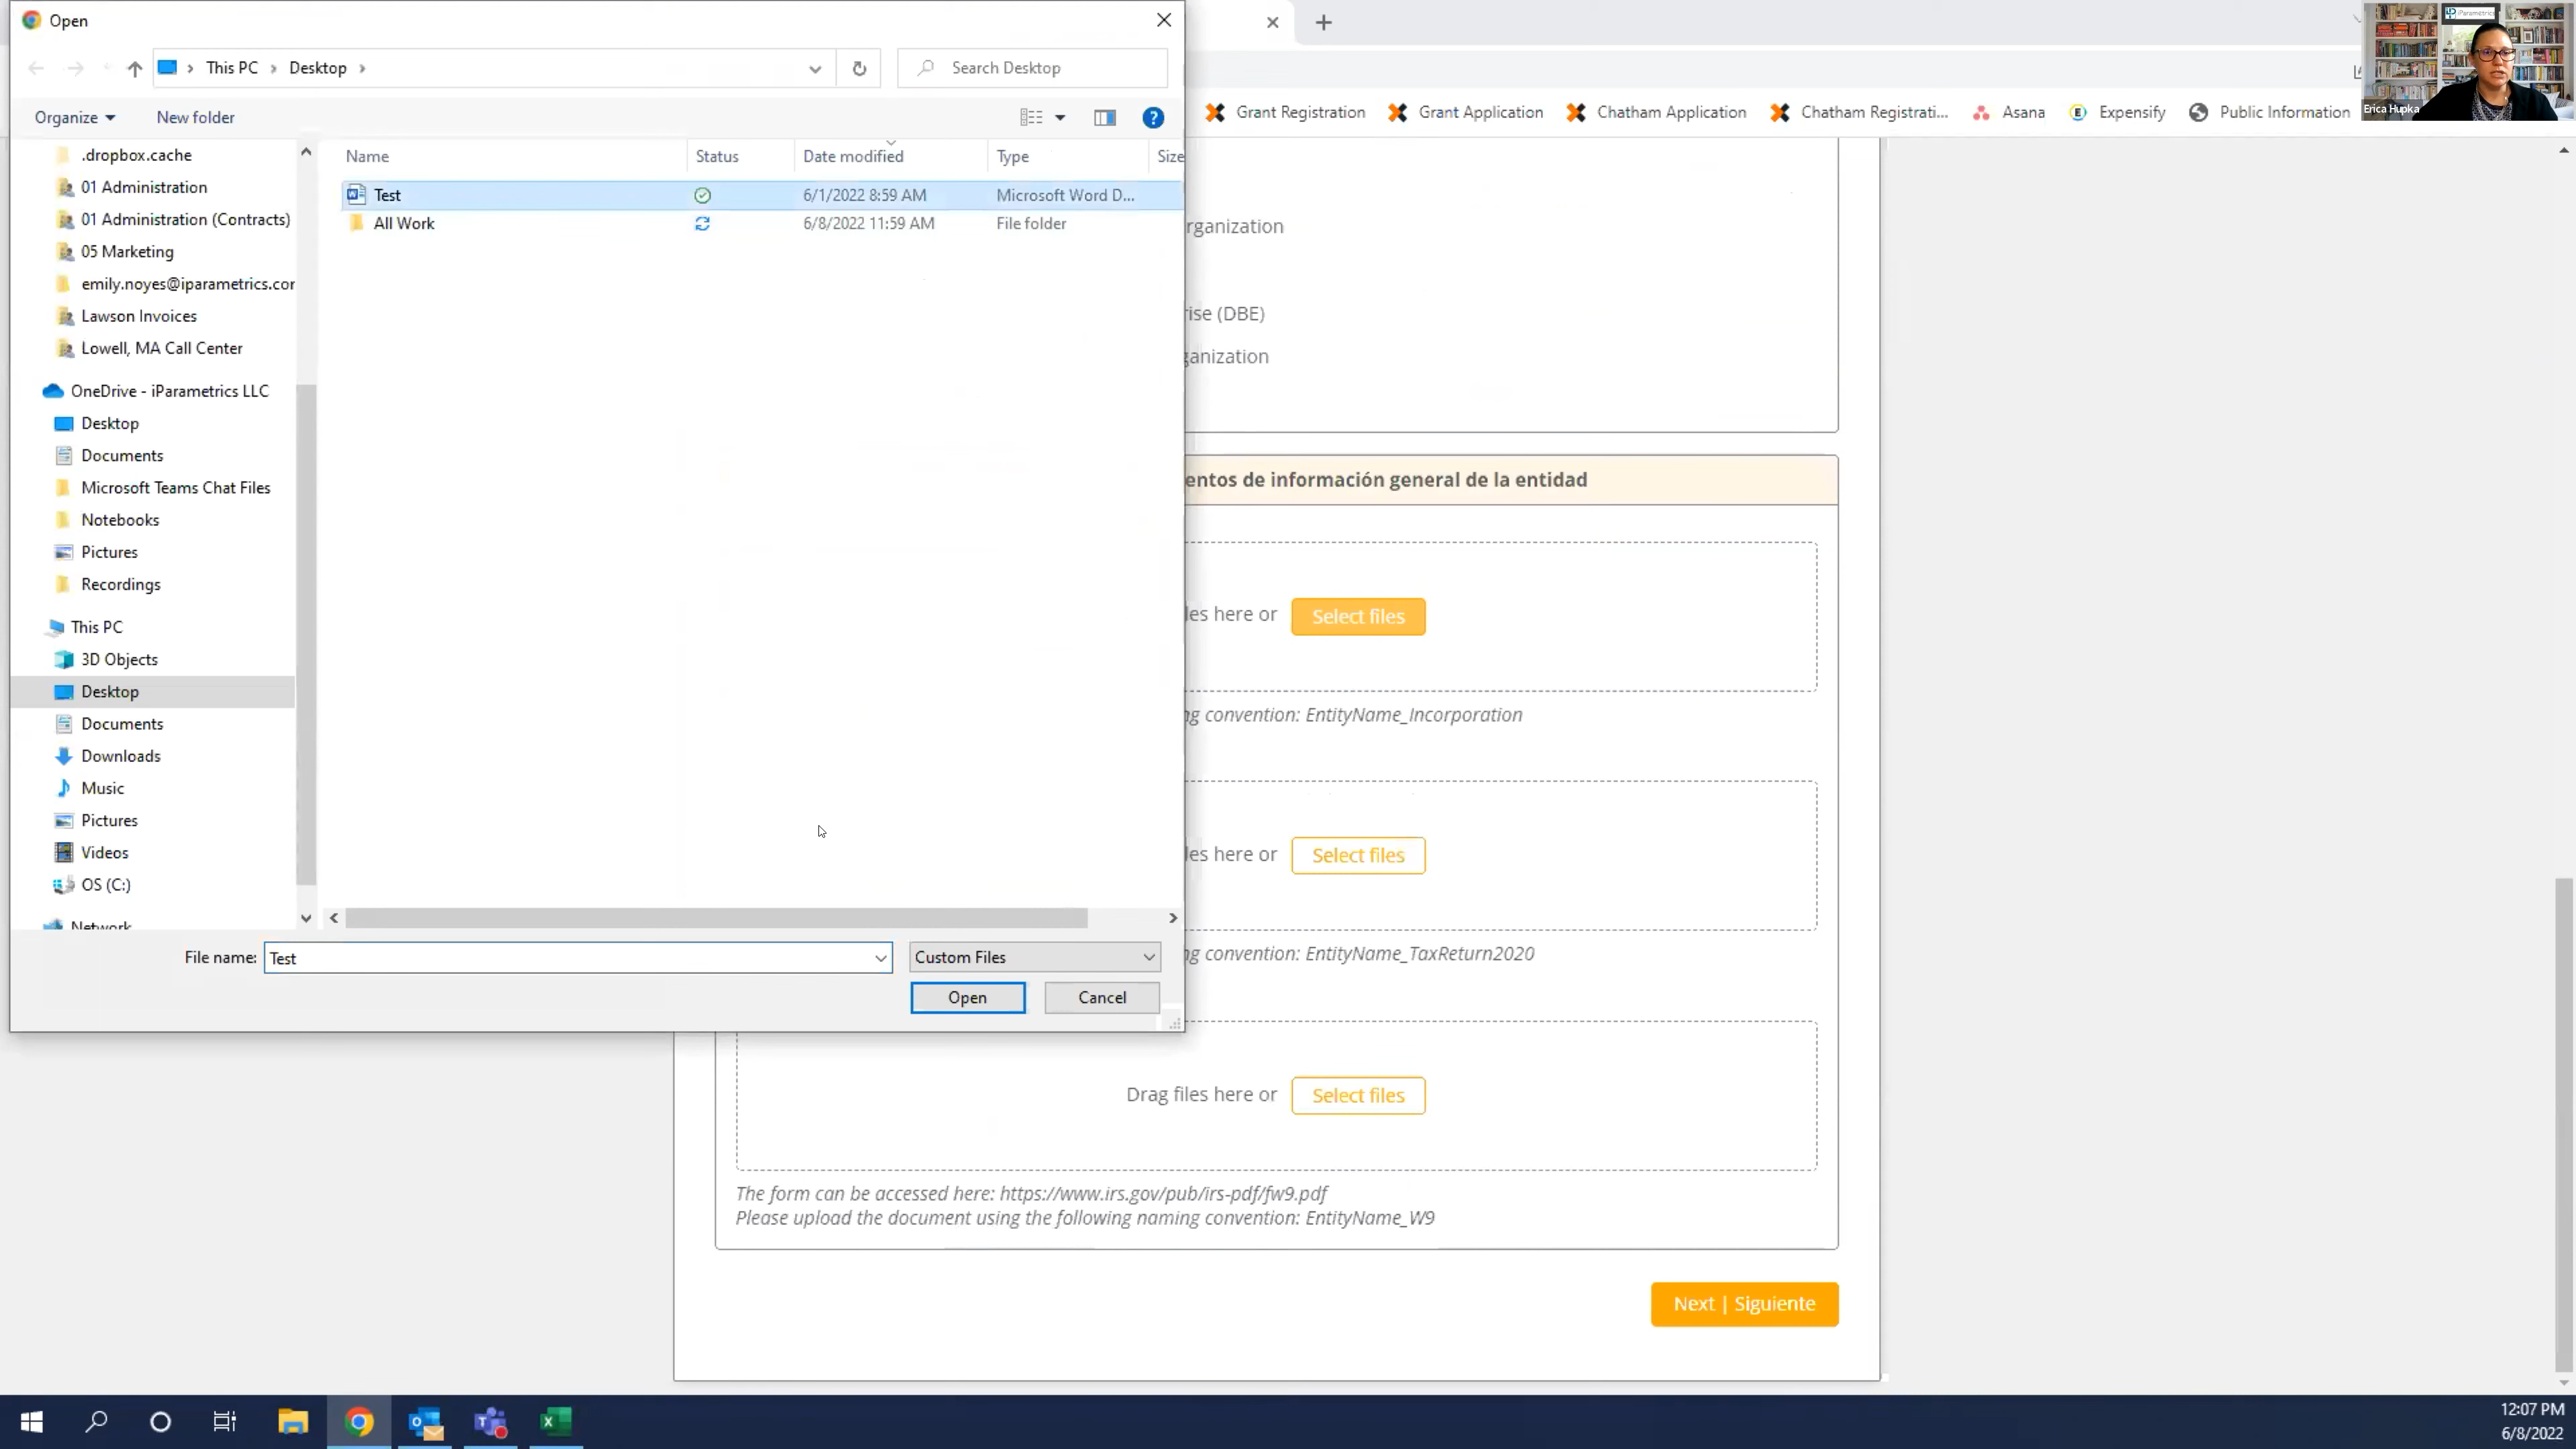 Open
This PC
Desktop
Search Desktop
Organize
New folder
Name
Status
Date modified
Type
Size
Test
6/1/2022 8:59 AM
Microsoft Word D...
All Work
6/8/2022 11:59 AM
File folder
.dropbox.cache
01 Administration
01 Administration (Contracts)
05 Marketing
emily.noyes@iparametrics.cor
Lawson Invoices
Lowell, MA Call Center
OneDrive - iParametrics LLC
Desktop
Documents
Microsoft Teams Chat Files
Notebooks
Pictures
Recordings
This PC
3D Objects
Desktop
Documents
Downloads
Music
Pictures
Videos
OS (C:)
Network
File name:
Test
Custom Files
Open
Cancel
Grant Registration
Grant Application
Chatham Application
Chatham Registrati...
Asana
Expensify
Public Information
iParametrics
Erica Hupka
rganization
ise (DBE)
ganization
entos de información general de la entidad
les here or
Select files
ng convention: EntityName_Incorporation
les here or
Select files
ng convention: EntityName_TaxReturn2020
Drag files here or
Select files
The form can be accessed here: https://www.irs.gov/pub/irs-pdf/fw9.pdf
Please upload the document using the following naming convention: EntityName_W9
Next | Siguiente
12:07 PM
6/8/2022